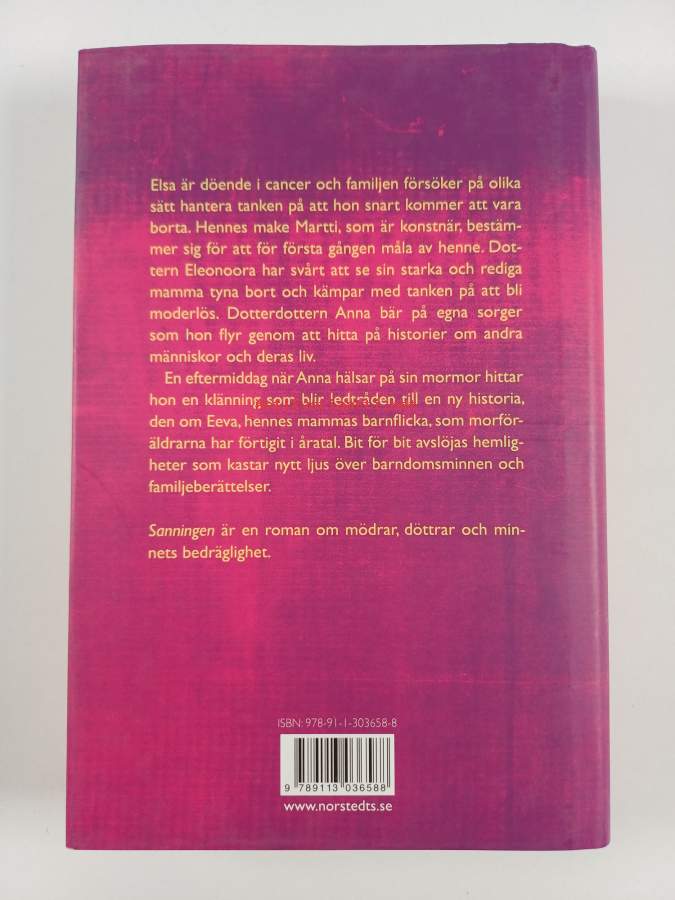 Elsa är döende i cancer och familjen försöker på olika
sätt hantera tanken på att hon snart kommer att vara
borta. Hennes make Martti, som är konstnär, bestäm-
mer sig för att för första gången måla av henne. Dot-
tern Eleonoora har svårt att se sin starka och rediga
mamma tyna bort och kämpar med tanken på att bli
moderlös. Dotterdottern Anna bär på egna sorger
som hon flyr genom att hitta på historier om andra
människor och deras liv.
En eftermiddag när Anna hälsar på sin mormor hittar
hon en klänning som blir ledtråden till en ny historia,
den om Eeva, hennes mammas barnflicka, som morför-
äldrarna har förtigit i åratal. Bit för bit avslöjas hemlig-
heter som kastar nytt ljus över barndomsminnen och
familjeberättelser.
Sanningen är en roman om mödrar, döttrar och min-
nets bedräglighet.
ISBN: 978-91-1-303658-8
9 789113 036588
www.norstedts.se